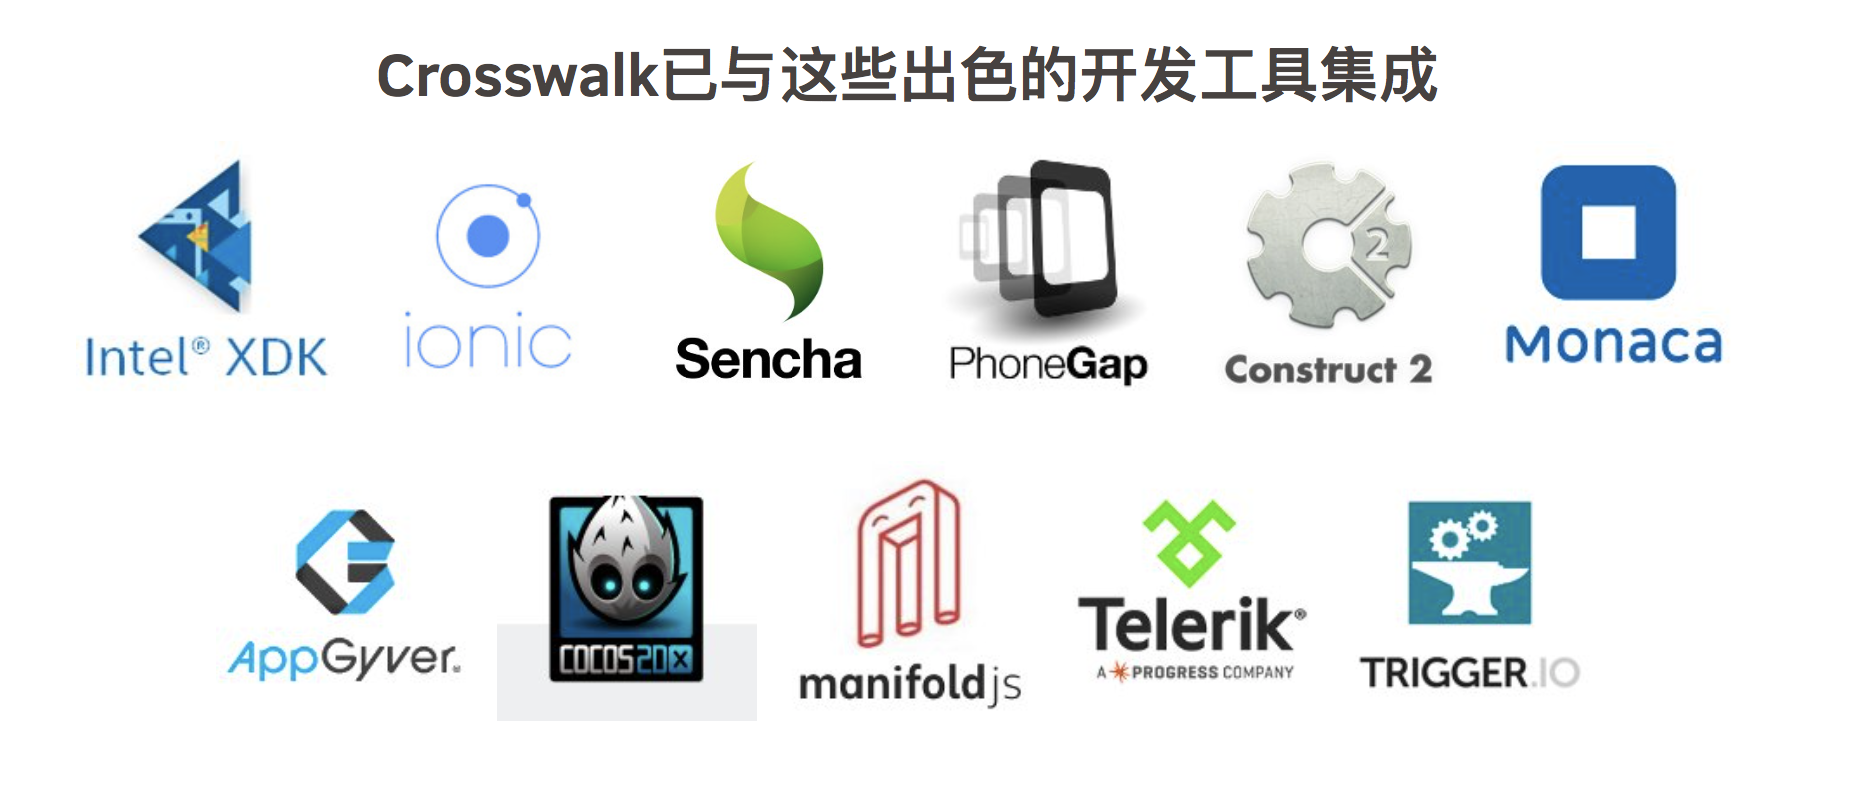 Crosswalk已与这些出色的开发工具集成
Intel® XDK
ionic
Sencha
PhoneGap
2
Construct 2
Monaca
AppGyver
COCOS2DX
manifoldjs
Telerik®
A PROGRESS COMPANY
TRIGGER.IO